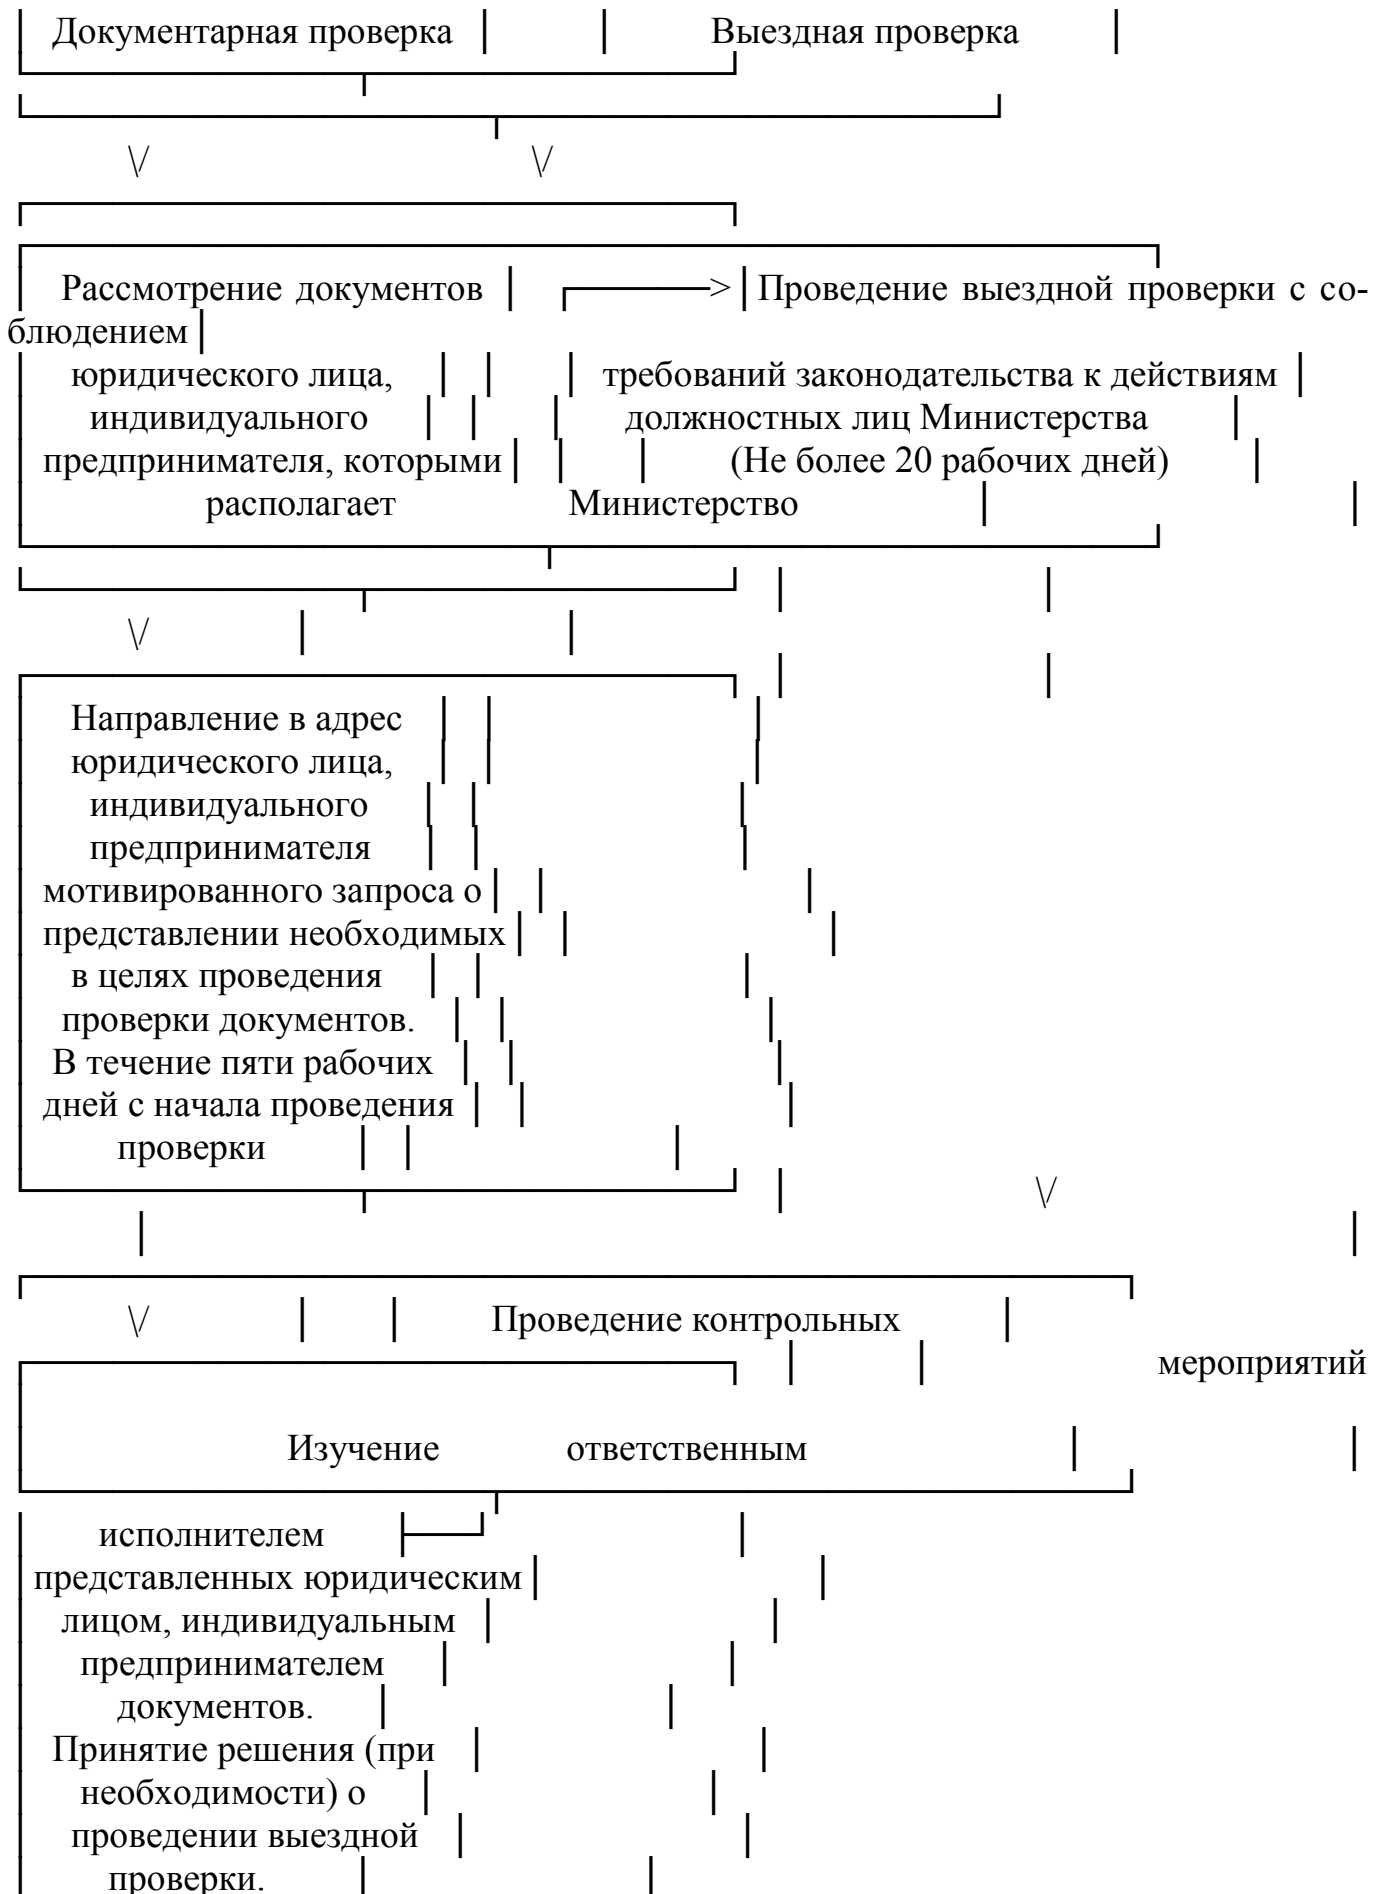 Документарная проверка Выездная проверка
Рассмотрение документов > Проведение выездной проверки с со-
блюдением
юридического лица, требований законодательства к действиям
индивидуального должностных лиц Министерства
предпринимателя, которыми (Не более 20 рабочих дней)
располагает Министерство
Направление в адрес
юридического лица,
индивидуального
предпринимателя
мотивированного запроса о
представлении необходимых
в целях проведения
проверки документов.
В течение пяти рабочих
дней с начала проведения
проверки
Проведение контрольных
мероприятий
Изучение ответственным
исполнителем
представленных юридическим
лицом, индивидуальным
предпринимателем
документов.
Принятие решения (при
необходимости) о
проведении выездной
проверки.